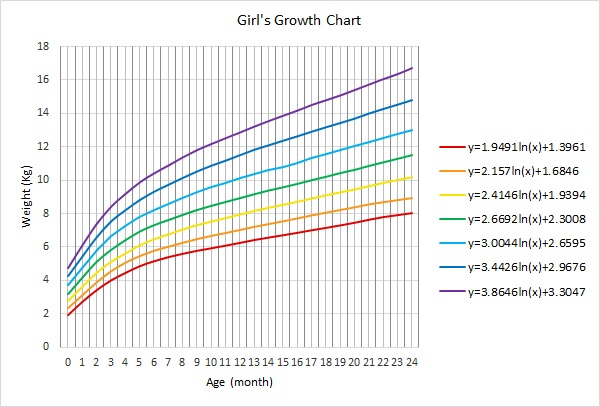 Girl's Growth Chart
18
16
14
12
10
8
6
4
2
0
Weight (Kg)
0 1 2 3 4 5 6 7 8 9 10 11 12 13 14 15 16 17 18 19 20 21 22 23 24
Age (month)
y=1.9491ln(x)+1.3961
y=2.157ln(x)+1.6846
y=2.4146ln(x)+1.9394
y=2.6692ln(x)+2.3008
y=3.0044ln(x)+2.6595
y=3.4426ln(x)+2.9676
y=3.8646ln(x)+3.3047